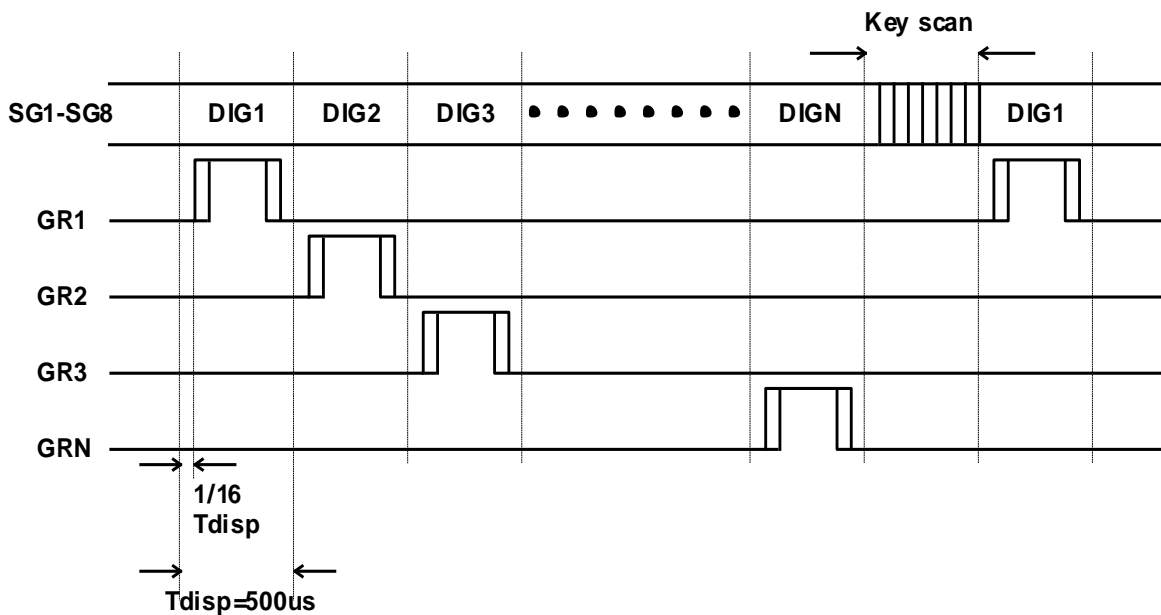 Key scan
SG1-SG8 DIG1 DIG2 DIG3 DIGN DIG1
GR1
GR2
GR3
GRN
1/16
Tdisp
Tdisp=500us